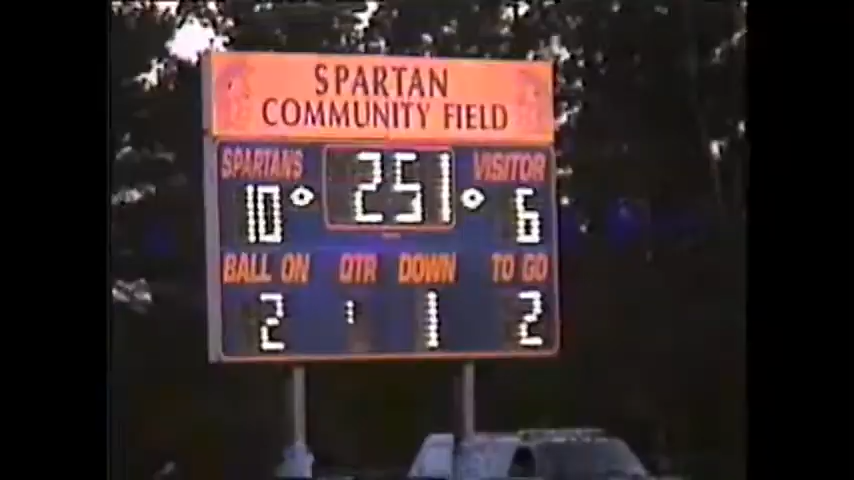 SPARTAN
COMMUNITY FIELD
SPARTANS 251 VISITOR
10 6
BALL ON QTR DOWN TO GO
2 1 2